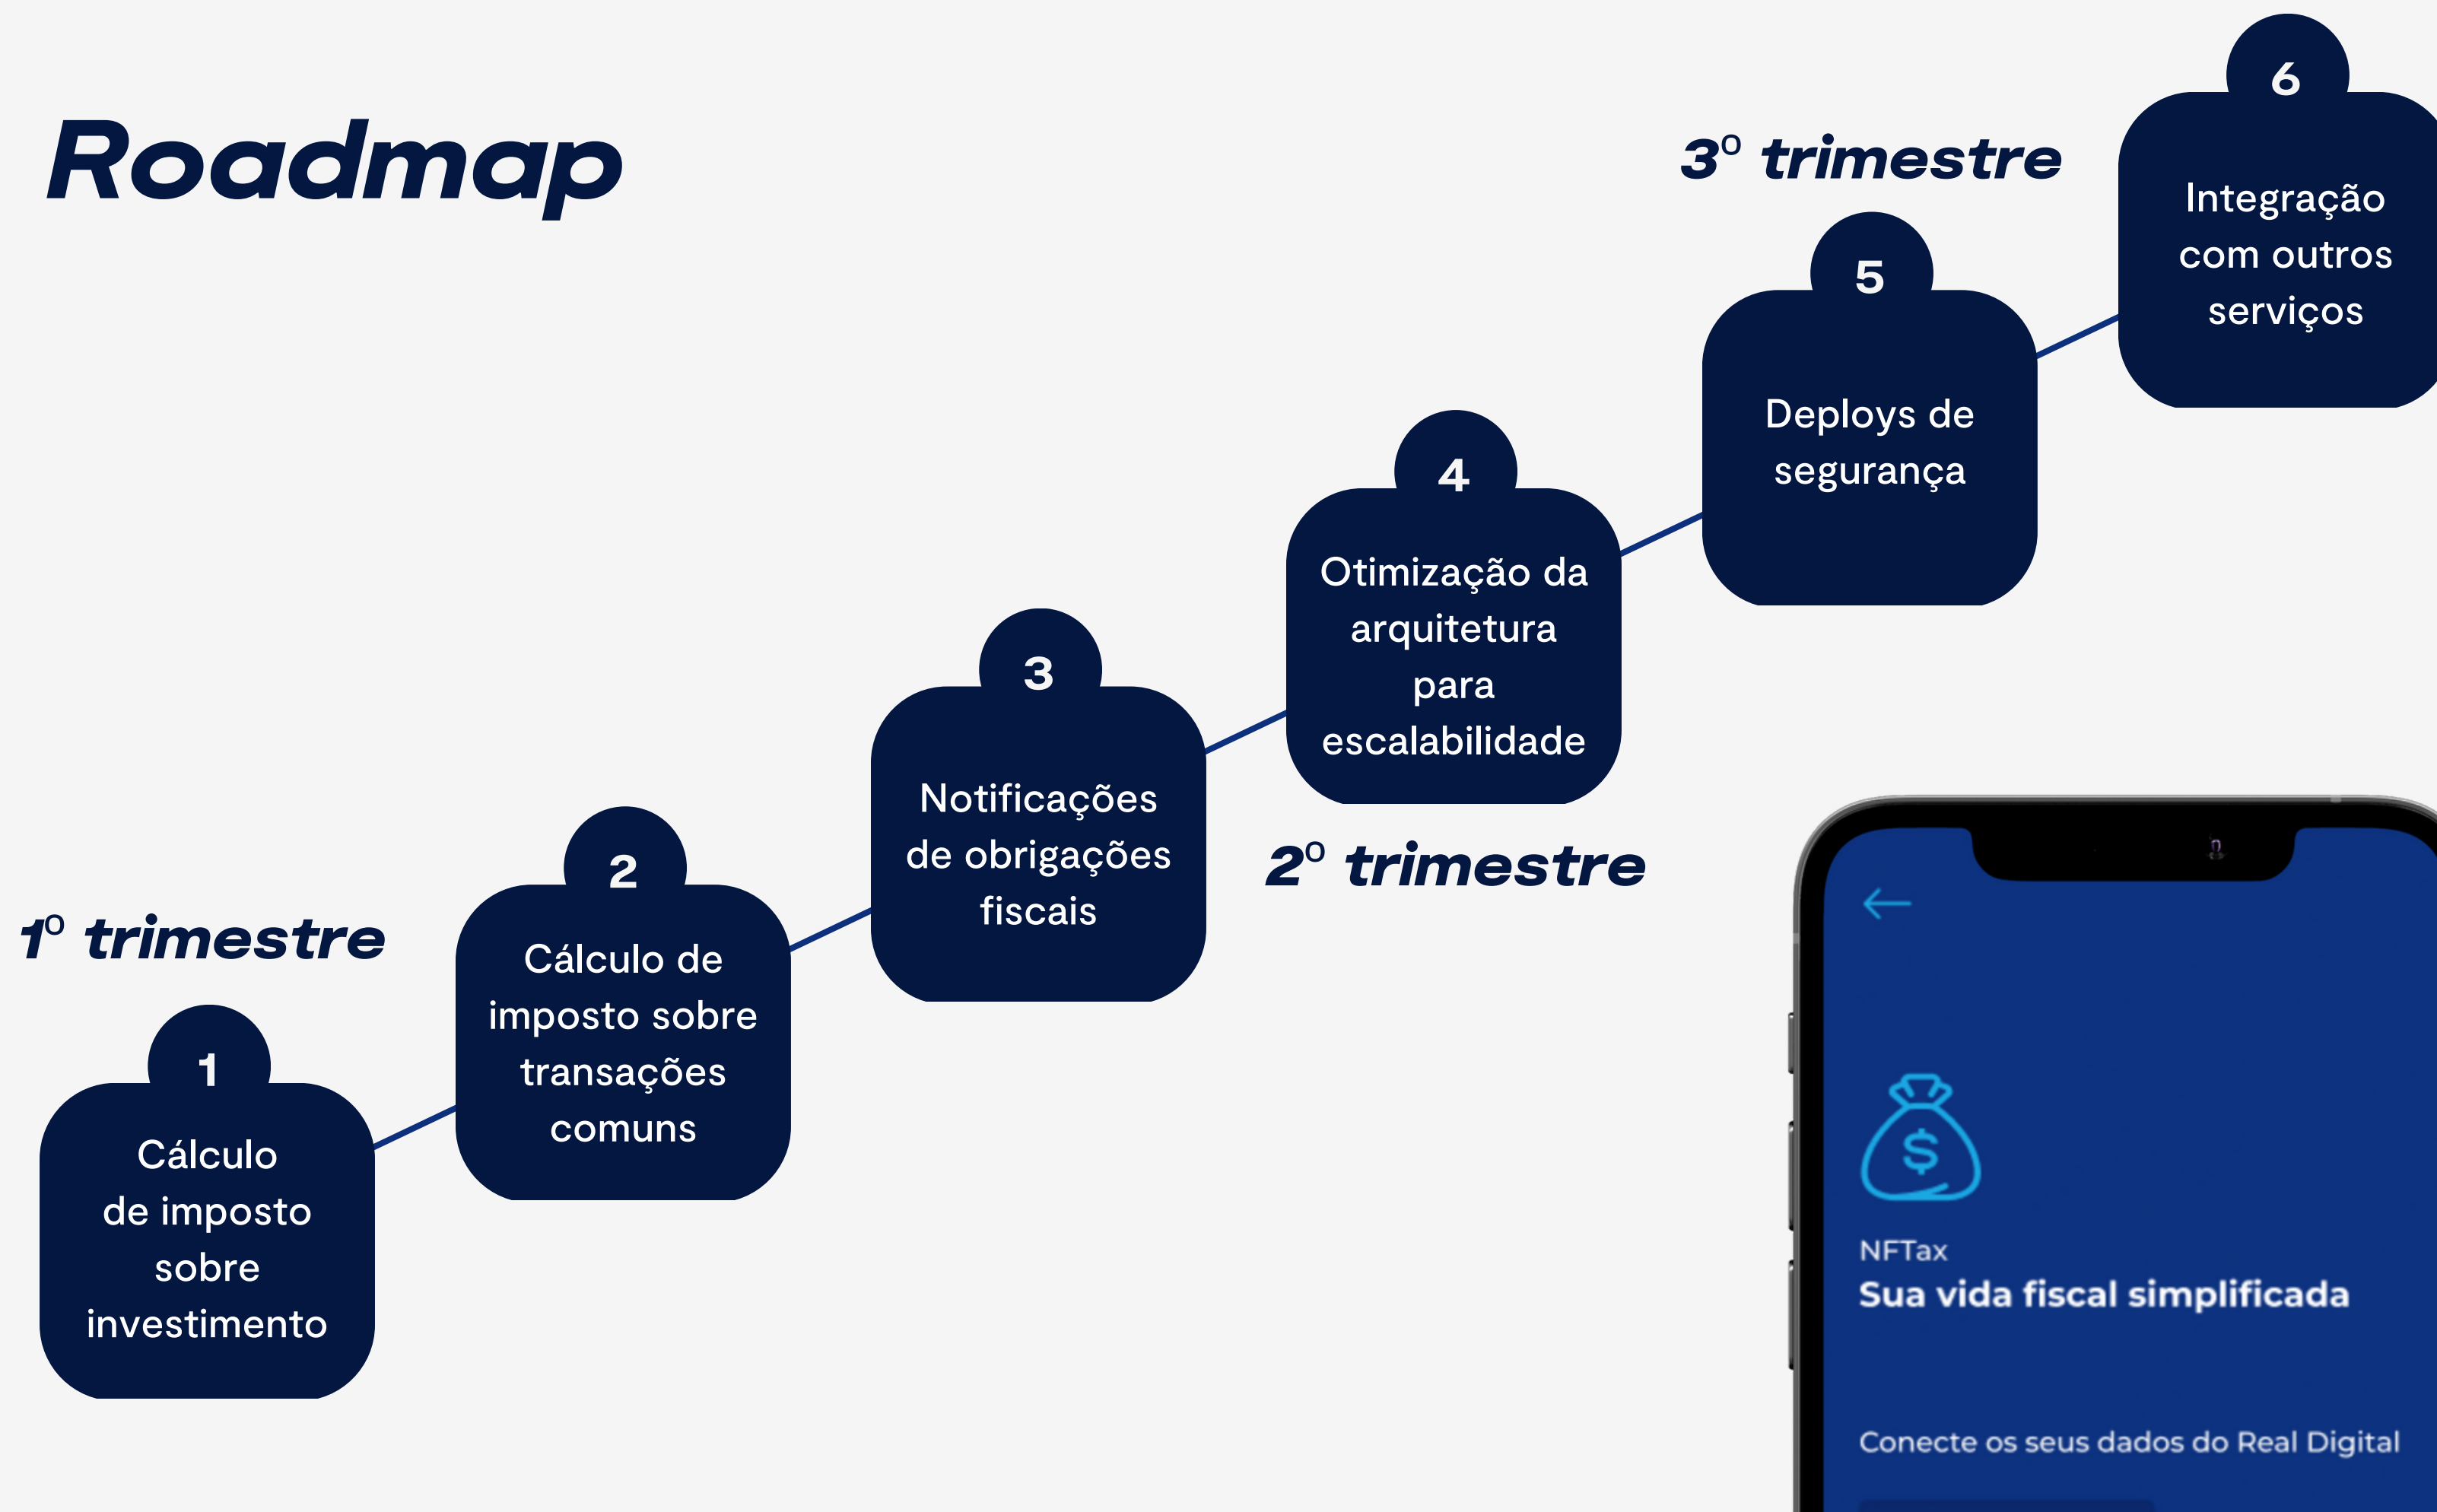 Roadmap
1º trimestre
1
Cálculo
de imposto
sobre
investimento
2
Cálculo de
imposto sobre
transações
comuns
3
Notificações
de obrigações
fiscais
4
Otimização da
arquitetura
para
escalabilidade
2º trimestre
3º trimestre
5
Deploys de
segurança
6
Integração
com outros
serviços
$
NFTax
Sua vida fiscal simplificada
Conecte os seus dados do Real Digital